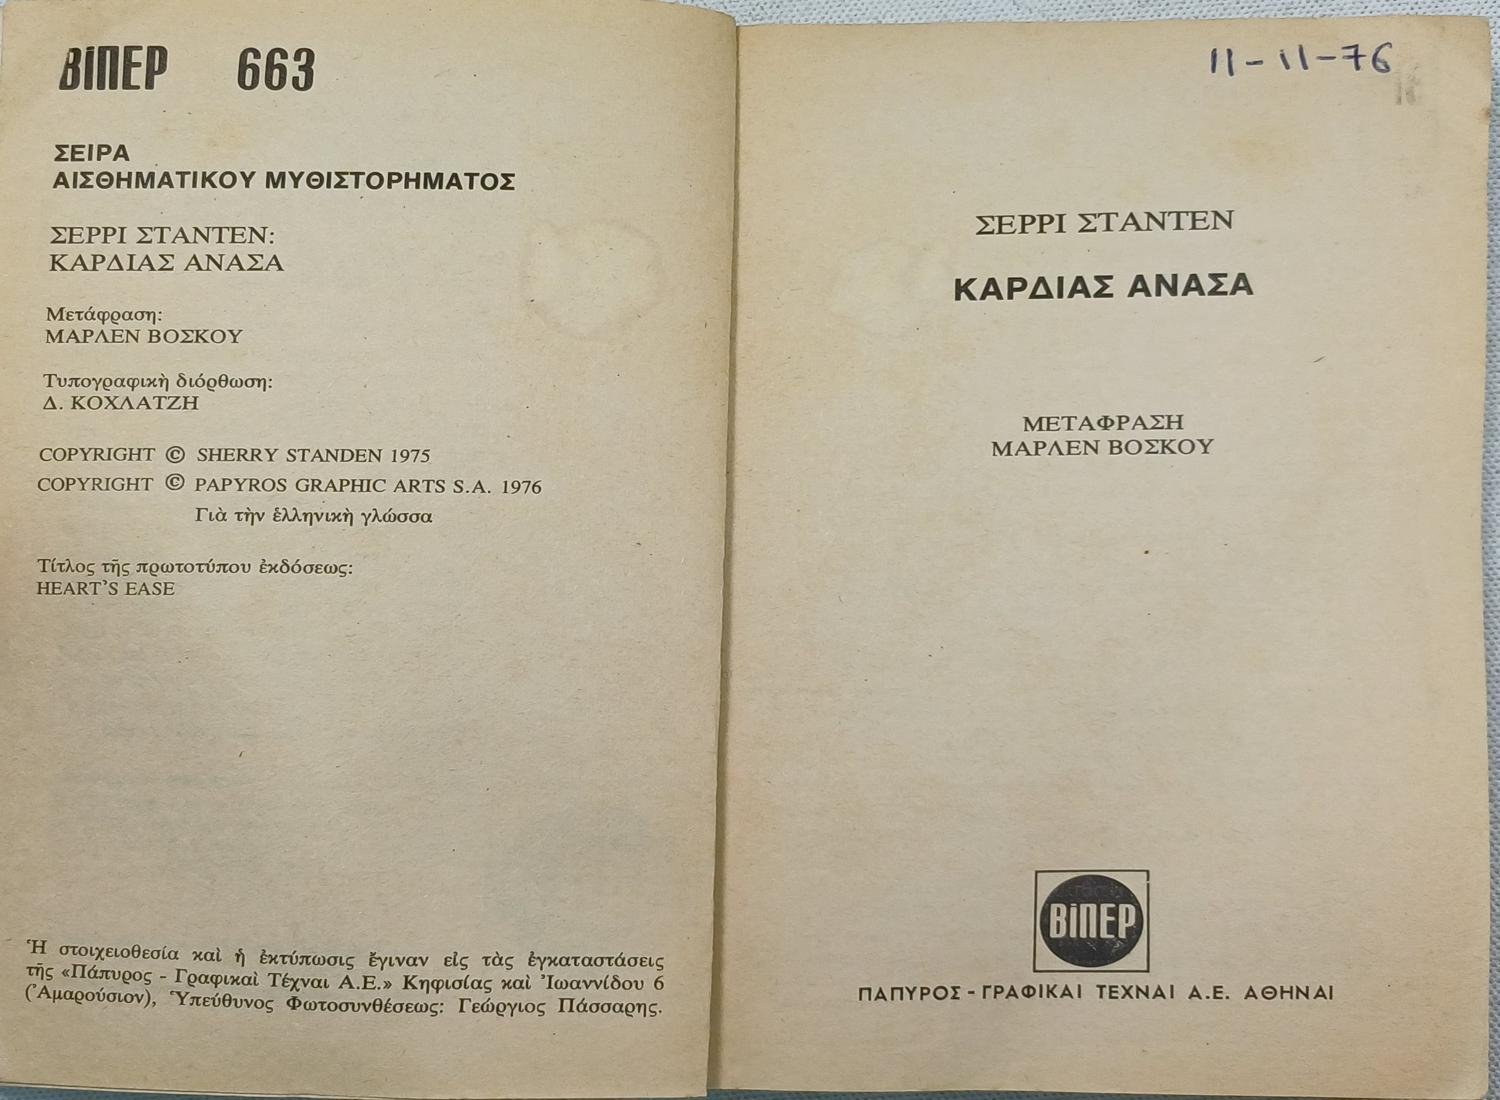 ΒΙΠΕΡ 663
ΣΕΙΡΑ
ΑΙΣΘΗΜΑΤΙΚΟΥ ΜΥΘΙΣΤΟΡΗΜΑΤΟΣ
ΣΕΡΡΙ ΣΤΑΝΤΕΝ:
ΚΑΡΔΙΑΣ ΑΝΑΣΑ
Μετάφραση:
ΜΑΡΛΕΝ ΒΟΣΚΟΥ
Τυπογραφικὴ διόρθωση:
Δ. ΚΟΧΛΑΤΖΗ
COPYRIGHT © SHERRY STANDEN 1975
COPYRIGHT © PAPYROS GRAPHIC ARTS S.A. 1976
Γιὰ τὴν ἑλληνικὴ γλώσσα
Τίτλος τῆς πρωτοτύπου ἐκδόσεως:
HEART'S EASE
Ἡ στοιχειοθεσία καὶ ἡ ἐκτύπωσις ἔγιναν εἰς τὰς ἐγκαταστάσεις
τῆς «Πάπυρος - Γραφικαὶ Τέχναι Α.Ε.» Κηφισίας καὶ Ἰωαννίδου 6
(Ἀμαρούσιον), Ὑπεύθυνος Φωτοσυνθέσεως: Γεώργιος Πάσσαρης.
11-11-76
ΣΕΡΡΙ ΣΤΑΝΤΕΝ
ΚΑΡΔΙΑΣ ΑΝΑΣΑ
ΜΕΤΑΦΡΑΣΗ
ΜΑΡΛΕΝ ΒΟΣΚΟΥ
ΒΙΠΕΡ
ΠΑΠΥΡΟΣ - ΓΡΑΦΙΚΑΙ ΤΕΧΝΑΙ Α.Ε. ΑΘΗΝΑΙ